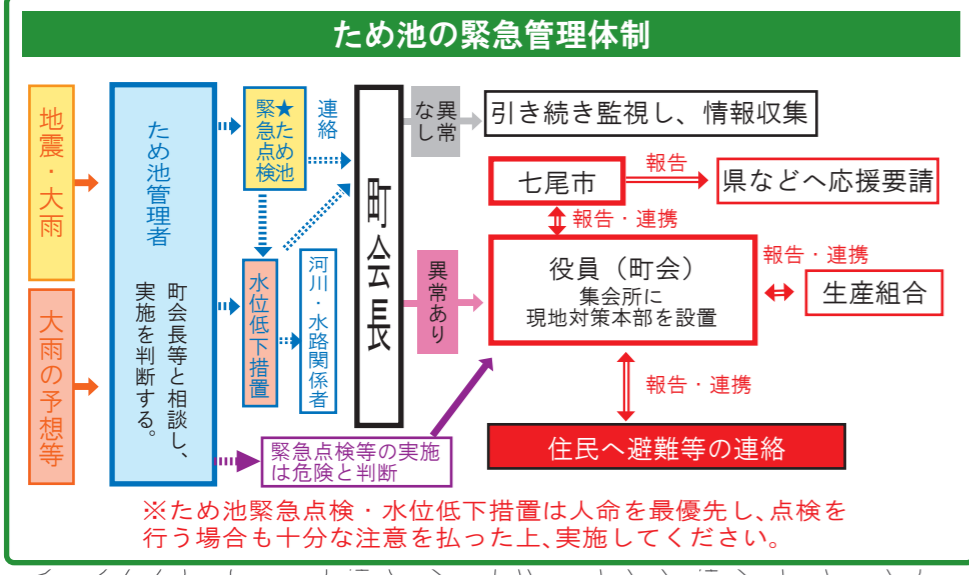 ため池の緊急管理体制
地震・大雨
大雨の予想等
ため池管理者
町会長等と相談し、
実施を判断する。
★ため池
緊急点検
連絡
水位低下措置
河川・水路関係者
緊急点検等の実施
は危険と判断
町会長
異常
なし
引き続き監視し、情報収集
異常あり
七尾市
報告
県などへ応援要請
報告・連携
役員（町会）
集会所に
現地対策本部を設置
報告・連携
生産組合
報告・連携
住民へ避難等の連絡
※ため池緊急点検・水位低下措置は人命を最優先し、点検を
行う場合も十分な注意を払った上、実施してください。